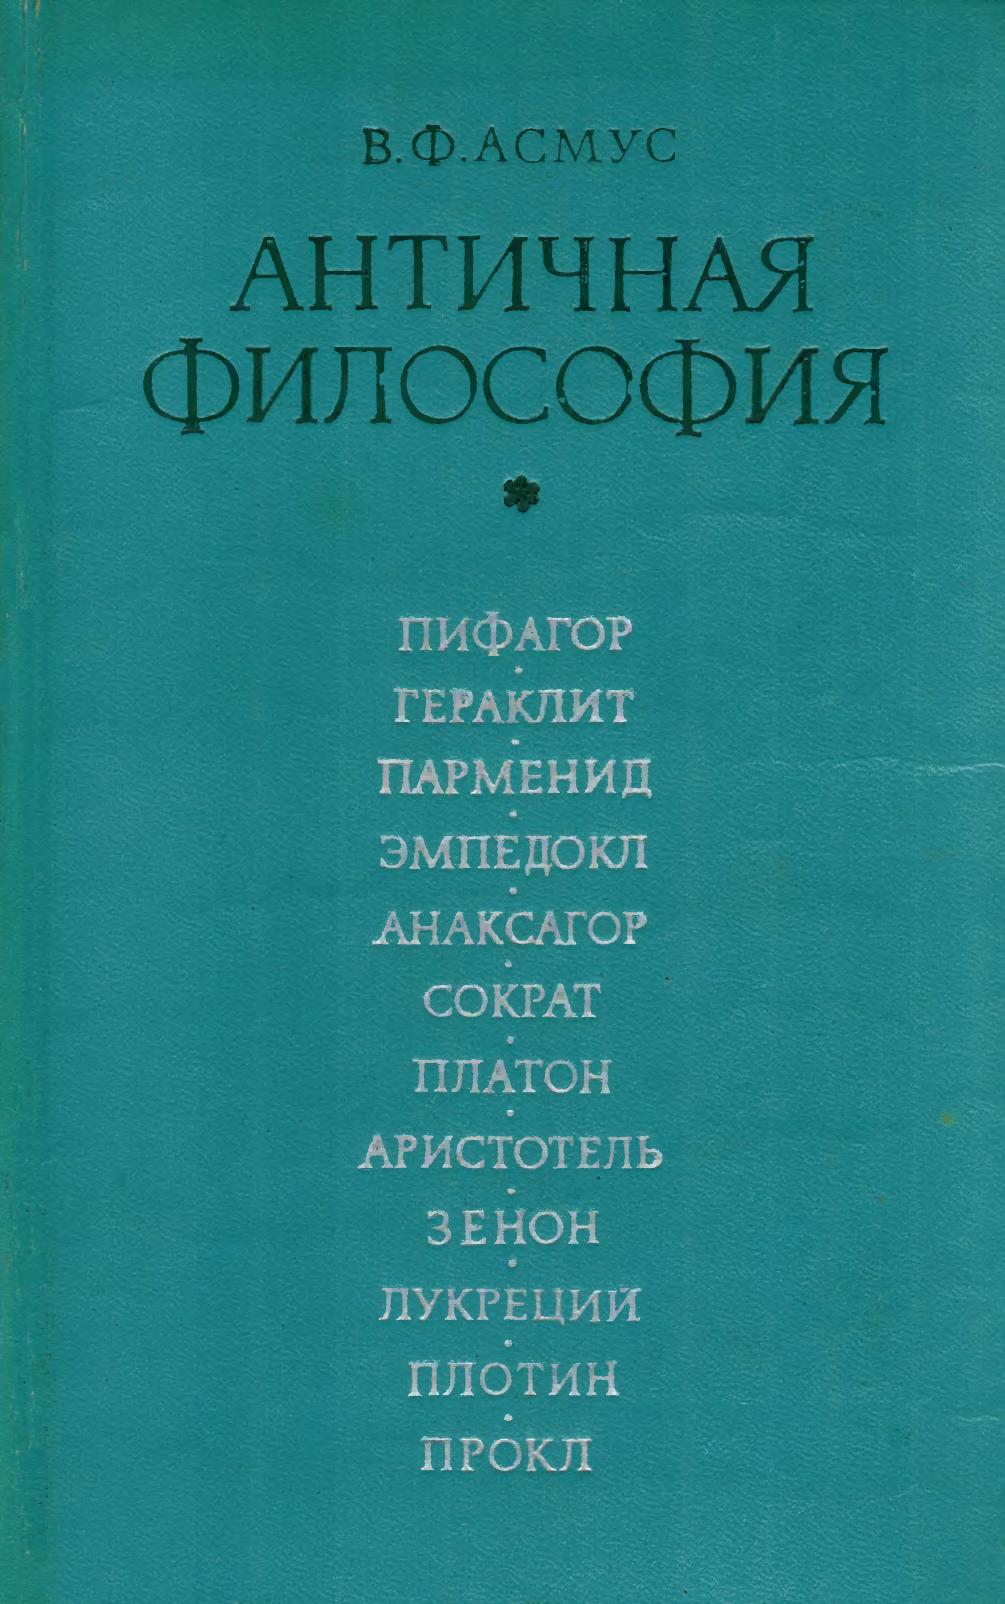 В.Ф.АСМУС
АНТИЧНАЯ
ФИЛОСОФИЯ
ПИФАГОР
ГЕРАКЛИТ
ПАРМЕНИД
ЭМПЕДОКЛ
АНАКСАГОР
СОКРАТ
ПЛАТОН
АРИСТОТЕЛЬ
ЗЕНОН
ЛУКРЕЦИЙ
ПЛОТИН
ПРОКЛ